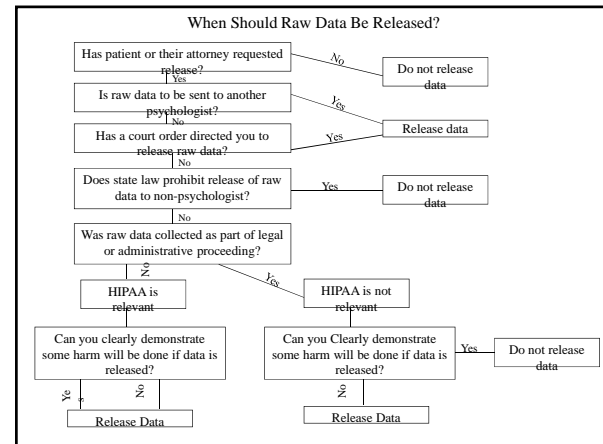 When Should Raw Data Be Released?
Has patient or their attorney requested
release?
No
Do not release
data
Yes
Is raw data to be sent to another
psychologist?
Yes
No
Has a court order directed you to
release raw data?
Yes
Release data
No
Does state law prohibit release of raw
data to non-psychologist?
Yes
Do not release
data
No
Was raw data collected as part of legal
or administrative proceeding?
No
Yes
HIPAA is
relevant
HIPAA is not
relevant
Can you clearly demonstrate
some harm will be done if data is
released?
Can you Clearly demonstrate
some harm will be done if data is
released?
Yes
Do not release
data
Ye
s
No
No
Release Data
Release Data